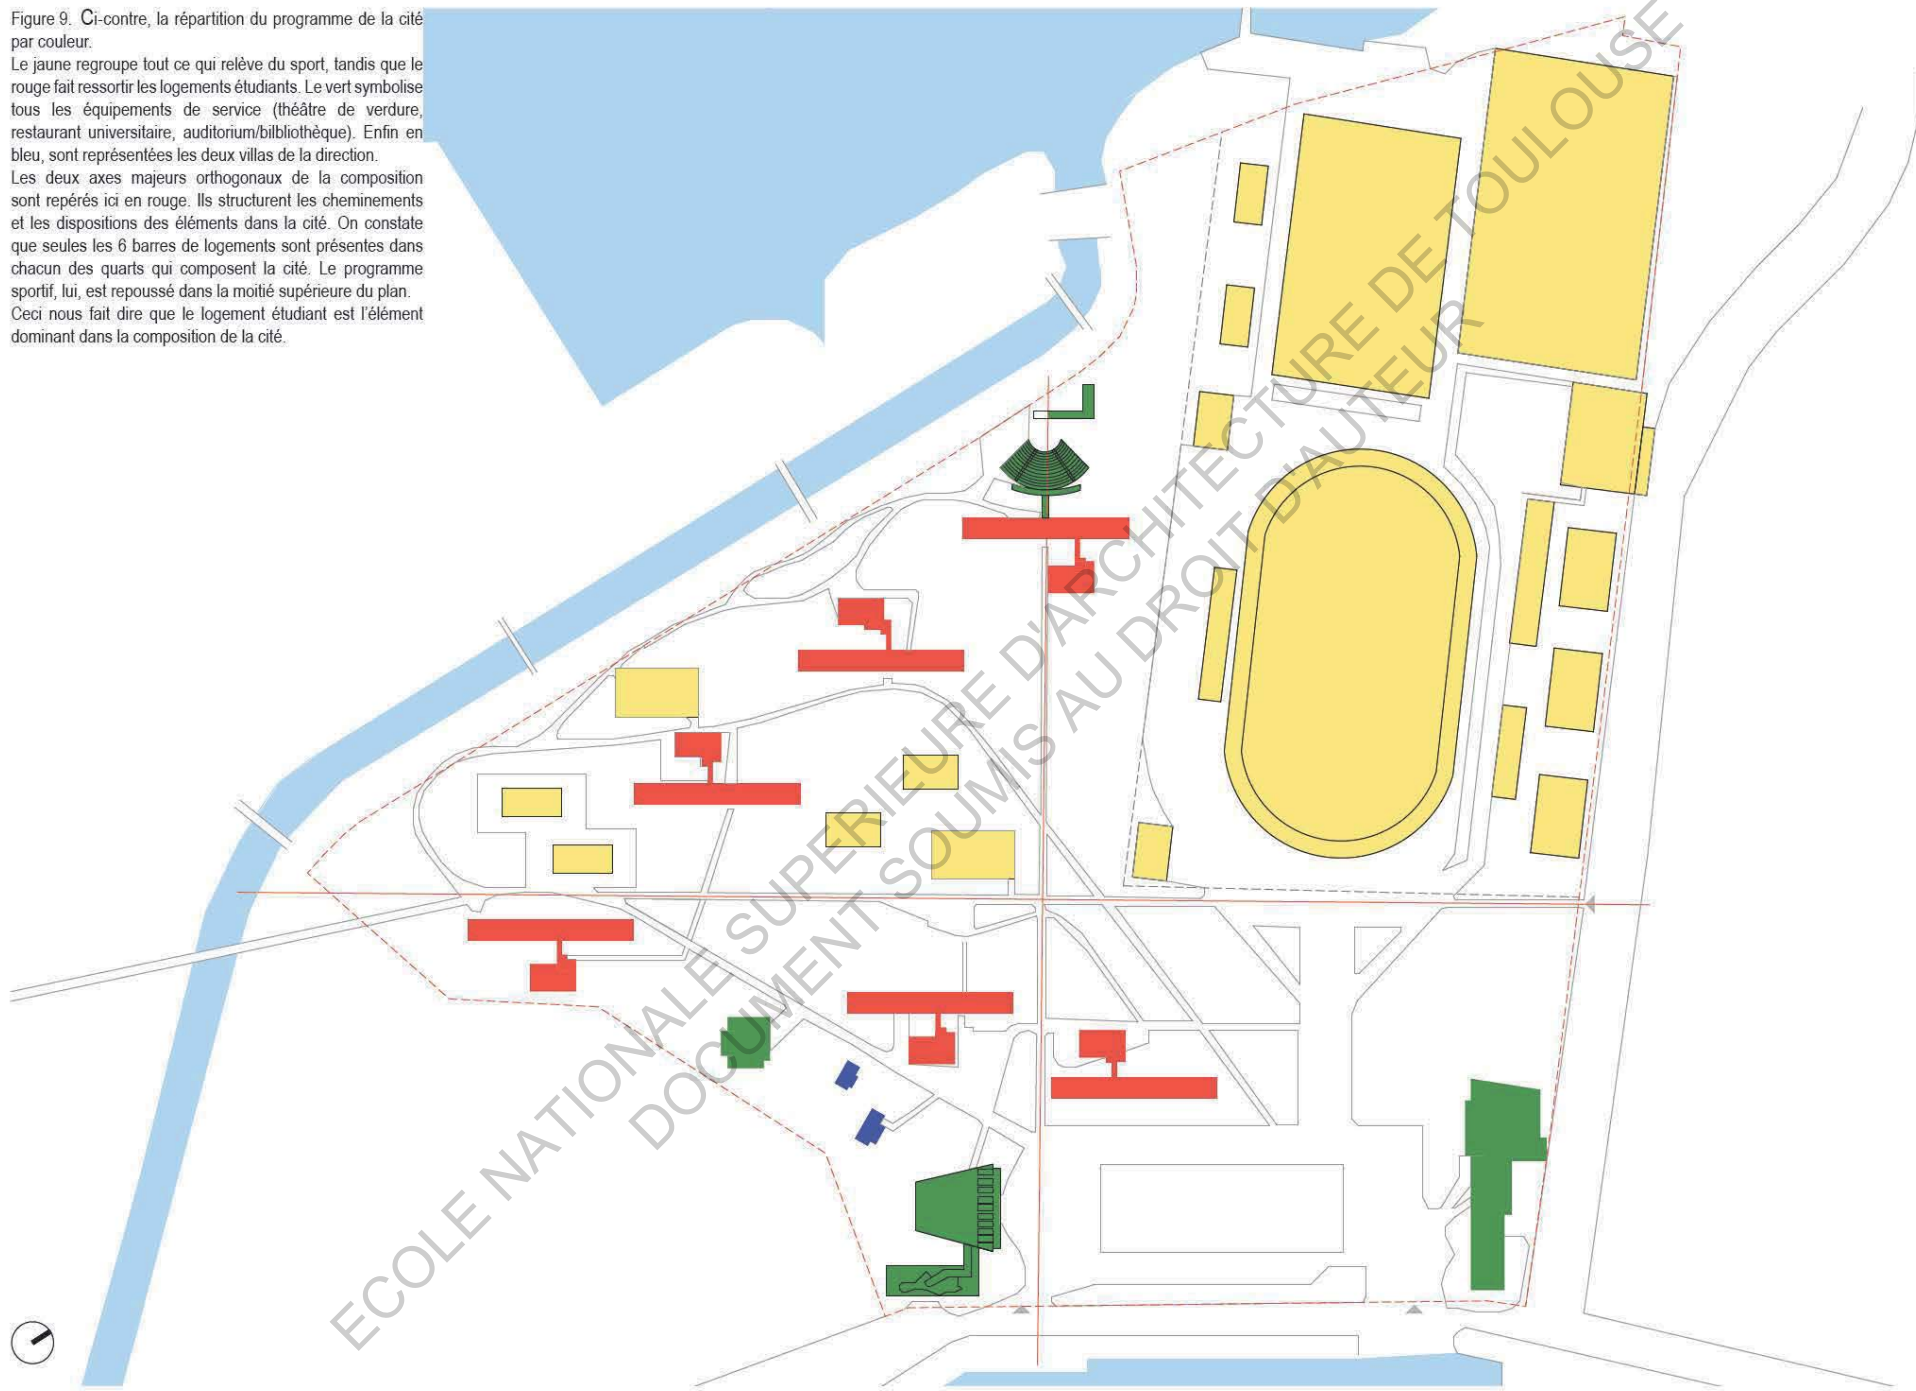 Figure 9. Ci-contre, la répartition du programme de la cité
par couleur.
Le jaune regroupe tout ce qui relève du sport, tandis que le
rouge fait ressortir les logements étudiants. Le vert symbolise
tous les équipements de service (théâtre de verdure,
restaurant universitaire, auditorium/bilbliothèque). Enfin en
bleu, sont représentées les deux villas de la direction.
Les deux axes majeurs orthogonaux de la composition
sont repérés ici en rouge. Ils structurent les cheminements
et les dispositions des éléments dans la cité. On constate
que seules les 6 barres de logements sont présentes dans
chacun des quarts qui composent la cité. Le programme
sportif, lui, est repoussé dans la moitié supérieure du plan.
Ceci nous fait dire que le logement étudiant est l'élément
dominant dans la composition de la cité.
ECOLE NATIONALE SUPERIEURE D'ARCHITECTURE DE TOULOUSE
DOCUMENT SOUMIS AU DROIT D'AUTEUR